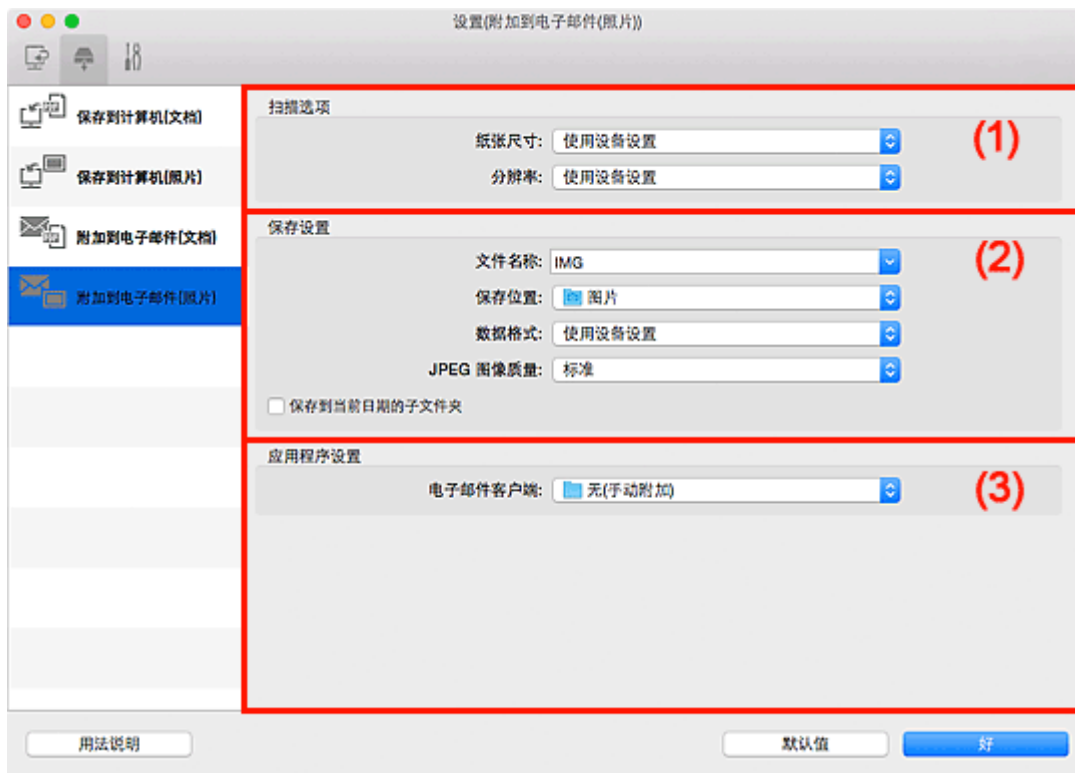 设置(附加到电子邮件(照片))
保存到计算机(文档)
保存到计算机(照片)
附加到电子邮件(文档)
附加到电子邮件(照片)
扫描选项
(1)
纸张尺寸: 使用设备设置
分辨率: 使用设备设置
保存设置
(2)
文件名称: IMG
保存位置: 图片
数据格式: 使用设备设置
JPEG 图像质量: 标准
保存到当前日期的子文件夹
应用程序设置
(3)
电子邮件客户端: 无(手动附加)
用法说明
默认值
好